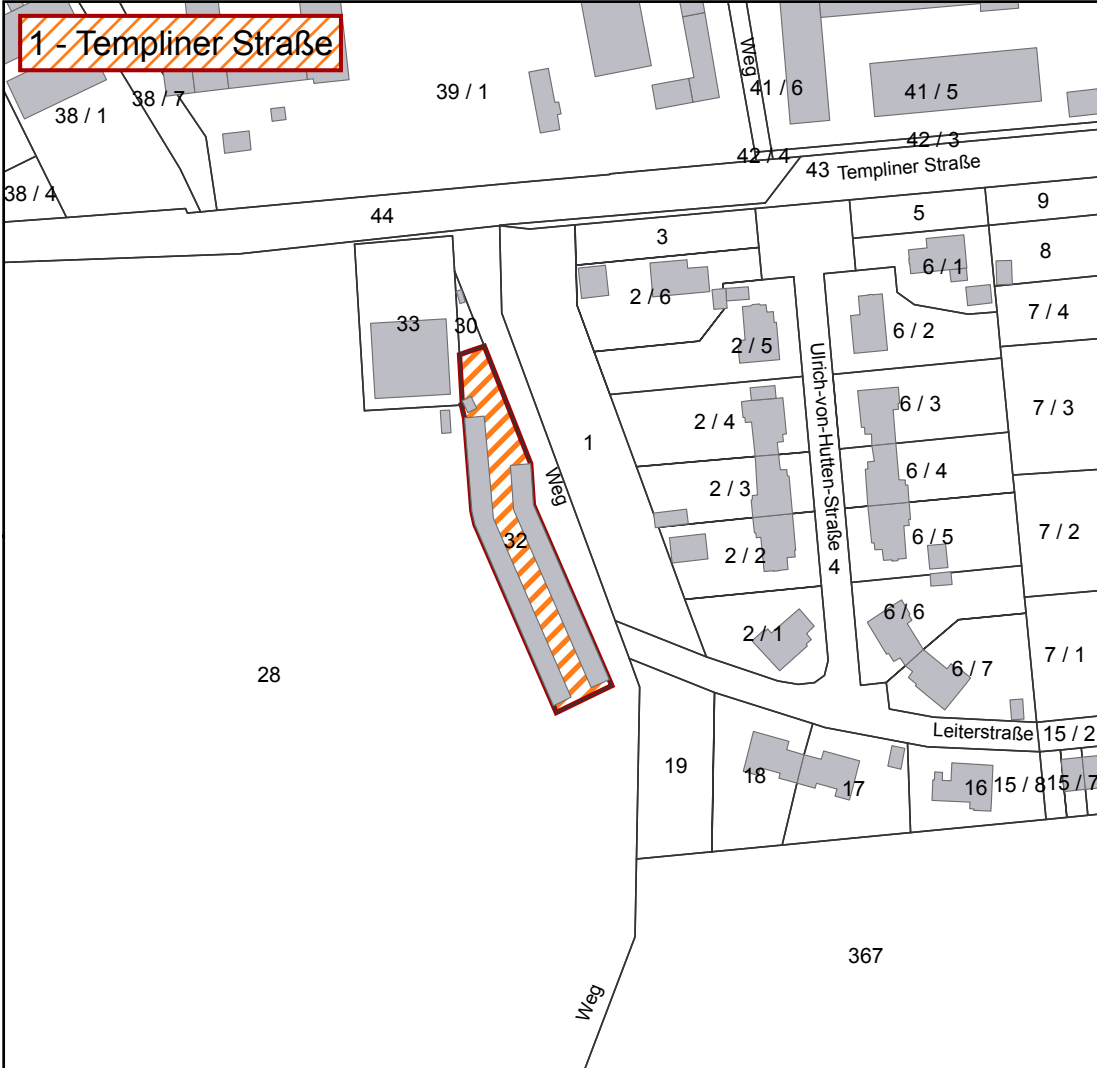 1 - Templiner Straße
38 / 1
38 / 7
39 / 1
Weg
41 / 6
41 / 5
42 / 4
42 / 3
43
Templiner Straße
38 / 4
44
3
5
9
8
6 / 1
2 / 6
33
30
7 / 4
6 / 2
2 / 5
Ulrich-von-Hutten-Straße
2 / 4
6 / 3
7 / 3
1
6 / 4
2 / 3
Weg
32
2 / 2
6 / 5
7 / 2
4
6 / 6
2 / 1
7 / 1
6 / 7
28
Leiterstraße
15 / 2
19
18
17
16
15 / 8
15 / 7
367
Weg